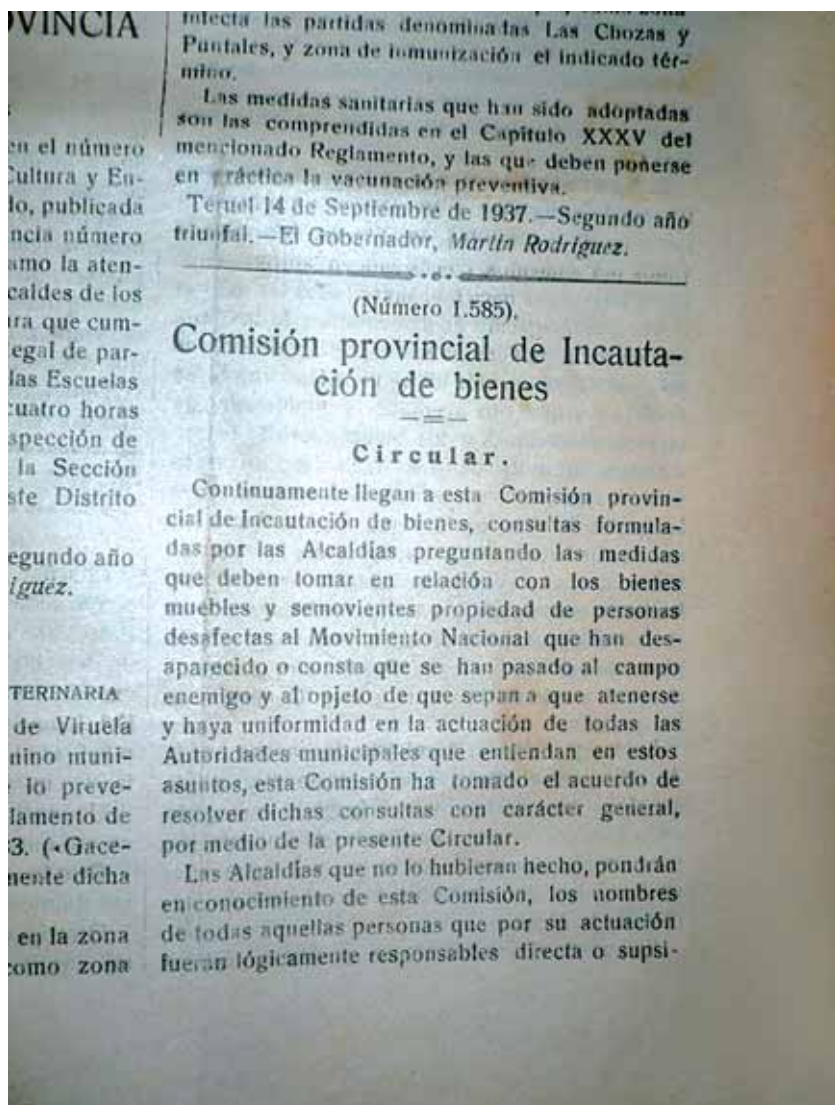 OVINCIA
en el número
Cultura y En-
do, publicada
ncia número
amo la aten-
caldes de los
ara que cum-
egal de par-
las Escuelas
cuatro horas
spección de
la Sección
ste Distrito
egundo año
iguez.
TERINARIA
de Viruela
mino muni-
lo preve-
lamento de
33. («Gace-
mente dicha
en la zona
como zona
infecta las partidas denominadas Las Chozas y
Puntales, y zona de inmunización el indicado tér-
mino.
Las medidas sanitarias que han sido adoptadas
son las comprendidas en el Capítulo XXXV del
mencionado Reglamento, y las que deben ponerse
en práctica la vacunación preventiva.
Teruel 14 de Septiembre de 1937.—Segundo año
triunfal.—El Gobernador, Martín Rodriguez.
(Número 1.585).
Comisión provincial de Incauta-
ción de bienes
Circular.
Continuamente llegan a esta Comisión provin-
cial de Incautación de bienes, consultas formula-
das por las Alcaldías preguntando las medidas
que deben tomar en relación con los bienes
muebles y semovientes propiedad de personas
desafectas al Movimiento Nacional que han des-
aparecido o consta que se han pasado al campo
enemigo y al opjeto de que sepan a que atenerse
y haya uniformidad en la actuación de todas las
Autoridades municipales que entiendan en estos
asuntos, esta Comisión ha tomado el acuerdo de
resolver dichas consultas con carácter general,
por medio de la presente Circular.
Las Alcaldías que no lo hubieran hecho, pondrán
en conocimiento de esta Comisión, los nombres
de todas aquellas personas que por su actuación
fueran lógicamente responsables directa o supsi-